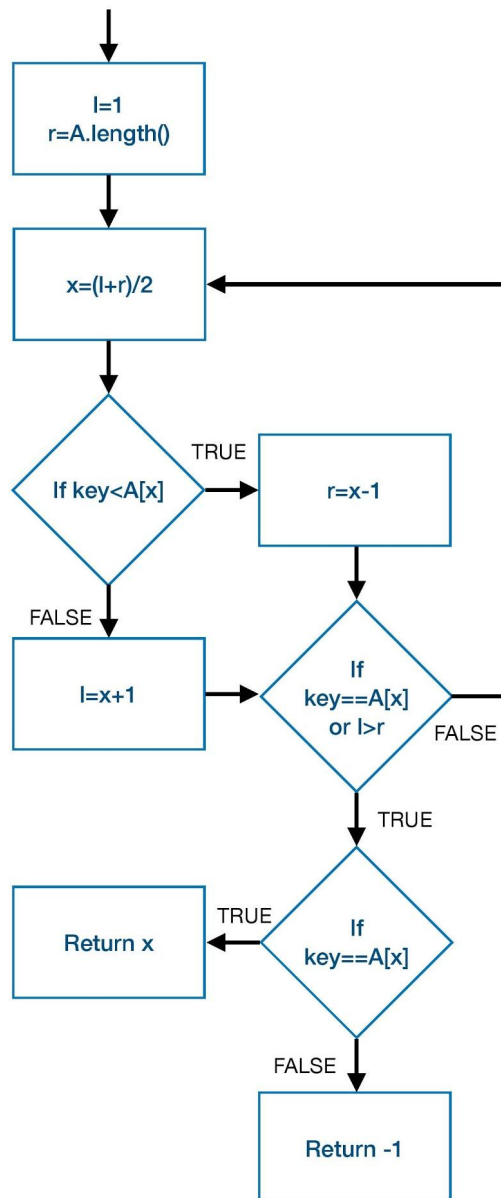 l=1
r=A.length()
x=(l+r)/2
If key<A[x]
TRUE
r=x-1
FALSE
l=x+1
If
key==A[x]
or l>r
FALSE
TRUE
If
key==A[x]
TRUE
Return x
FALSE
Return -1